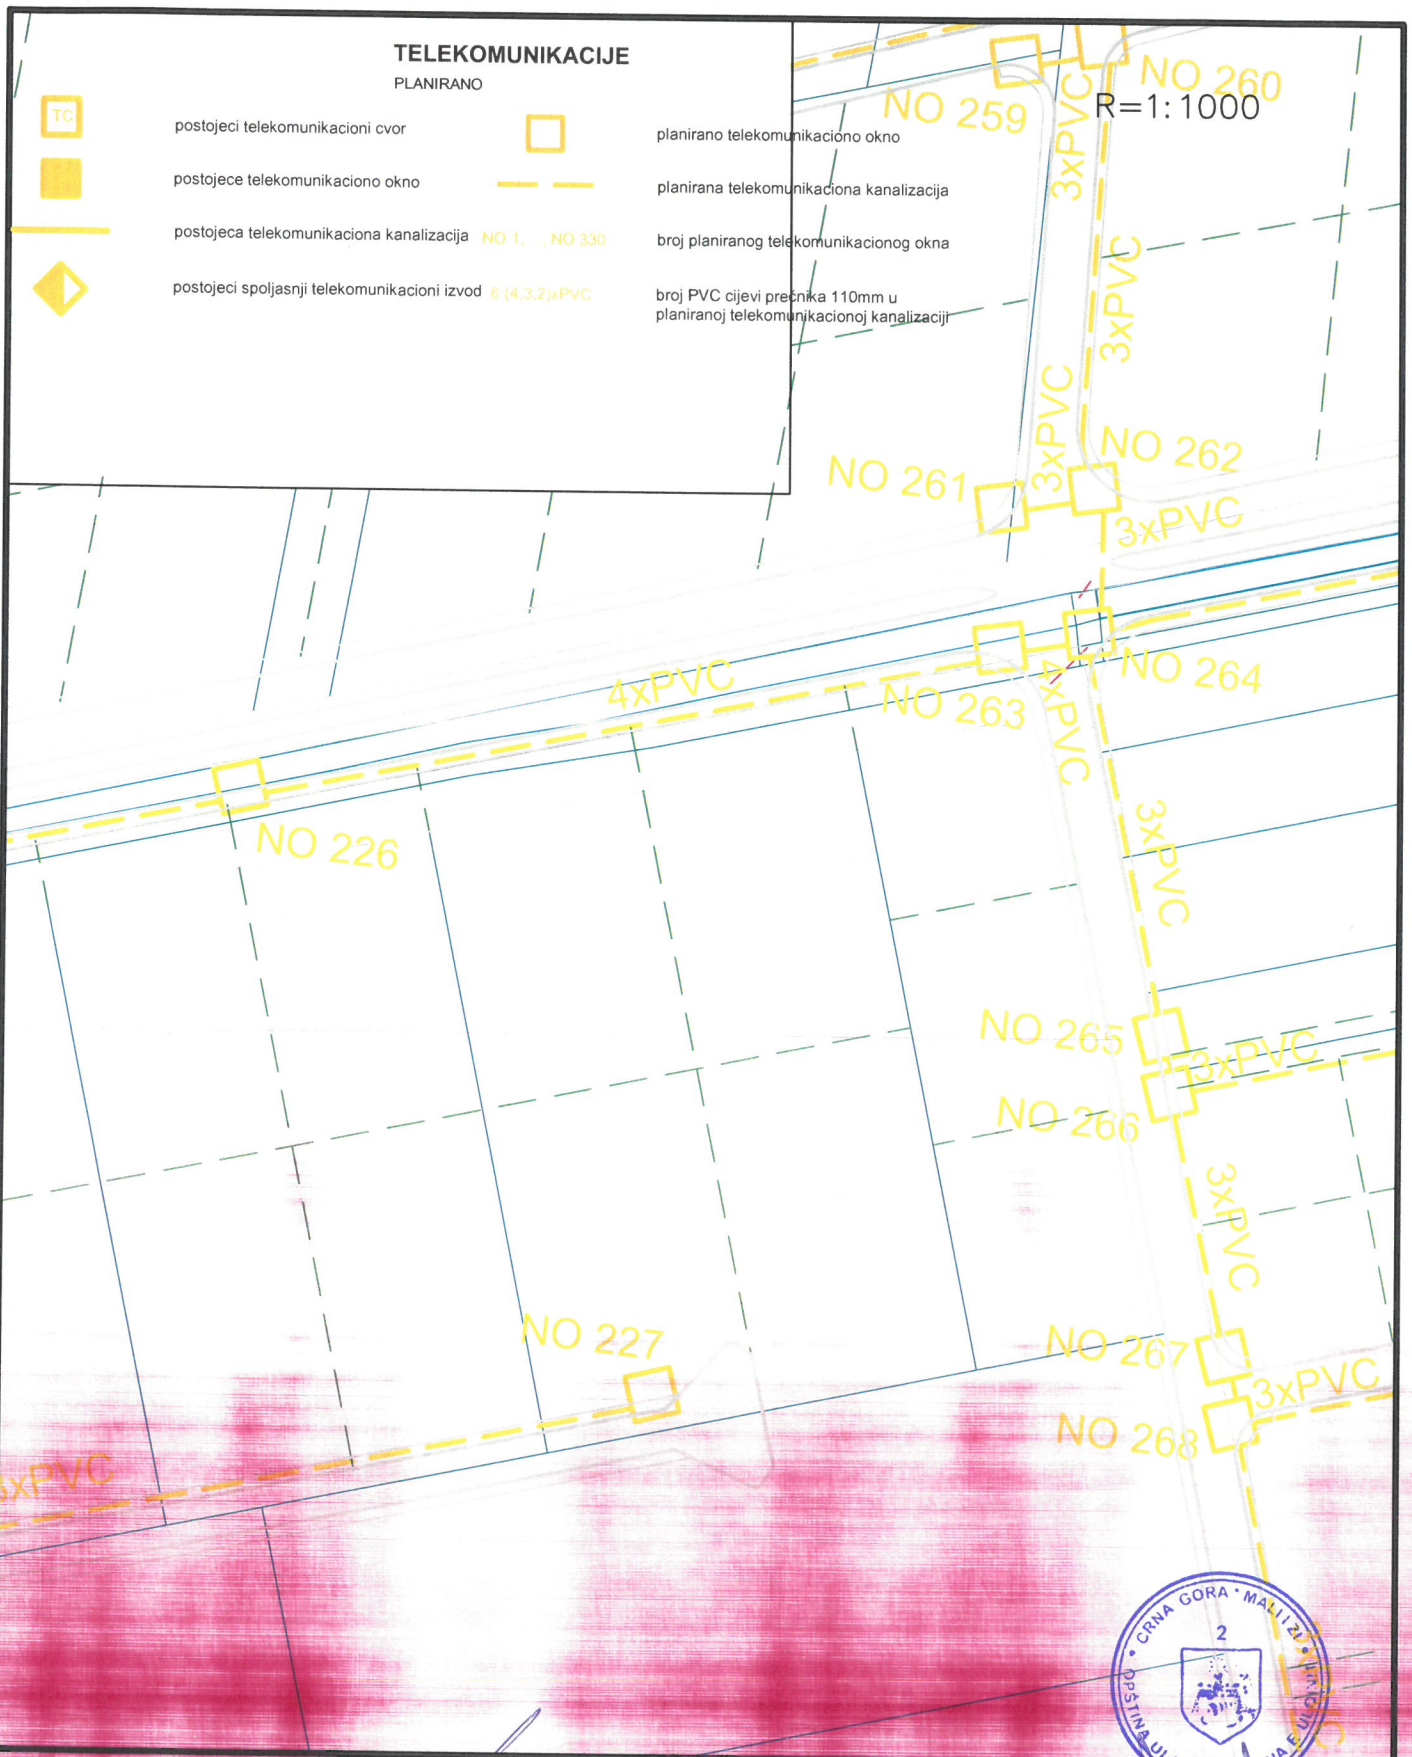 TELEKOMUNIKACIJE
PLANIRANO
TC
postojeci telekomunikacioni cvor
planirano telekomunikaciono okno
postojece telekomunikaciono okno
planirana telekomunikaciona kanalizacija
postojeca telekomunikaciona kanalizacija
NO 1, ..., NO 330
broj planiranog telekomunikacionog okna
postojeci spoljasnji telekomunikacioni izvod
6 (4,3,2)xPVC
broj PVC cijevi prečnika 110mm u
planiranoj telekomunikacionoj kanalizaciji
NO 260
R=1:1000
NO 259
3xPVC
3xPVC
3xPVC
NO 262
NO 261
3xPVC
NO 264
4xPVC
NO 263
4xPVC
NO 226
3xPVC
NO 265
3xPVC
NO 266
3xPVC
NO 227
NO 267
3xPVC
NO 268
3xPVC
CRNA GORA
2
OPŠTINA
3xPVC